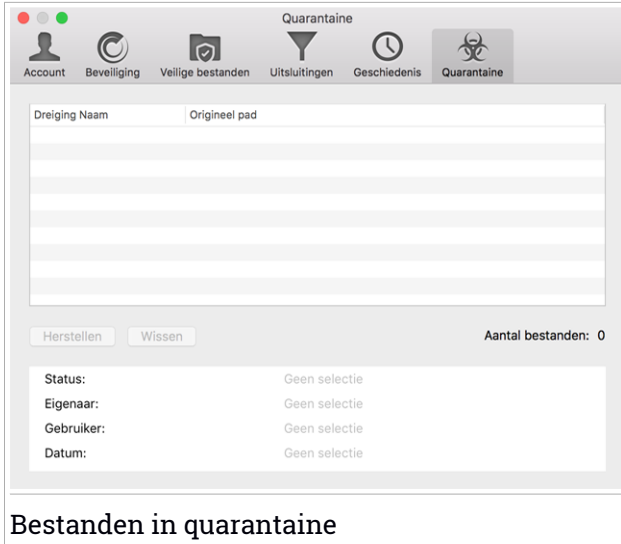 Quarantaine
Account Beveiliging Veilige bestanden Uitsluitingen Geschiedenis Quarantaine
Dreiging Naam Origineel pad
Herstellen Wissen Aantal bestanden: 0
Status: Geen selectie
Eigenaar: Geen selectie
Gebruiker: Geen selectie
Datum: Geen selectie
Bestanden in quarantaine